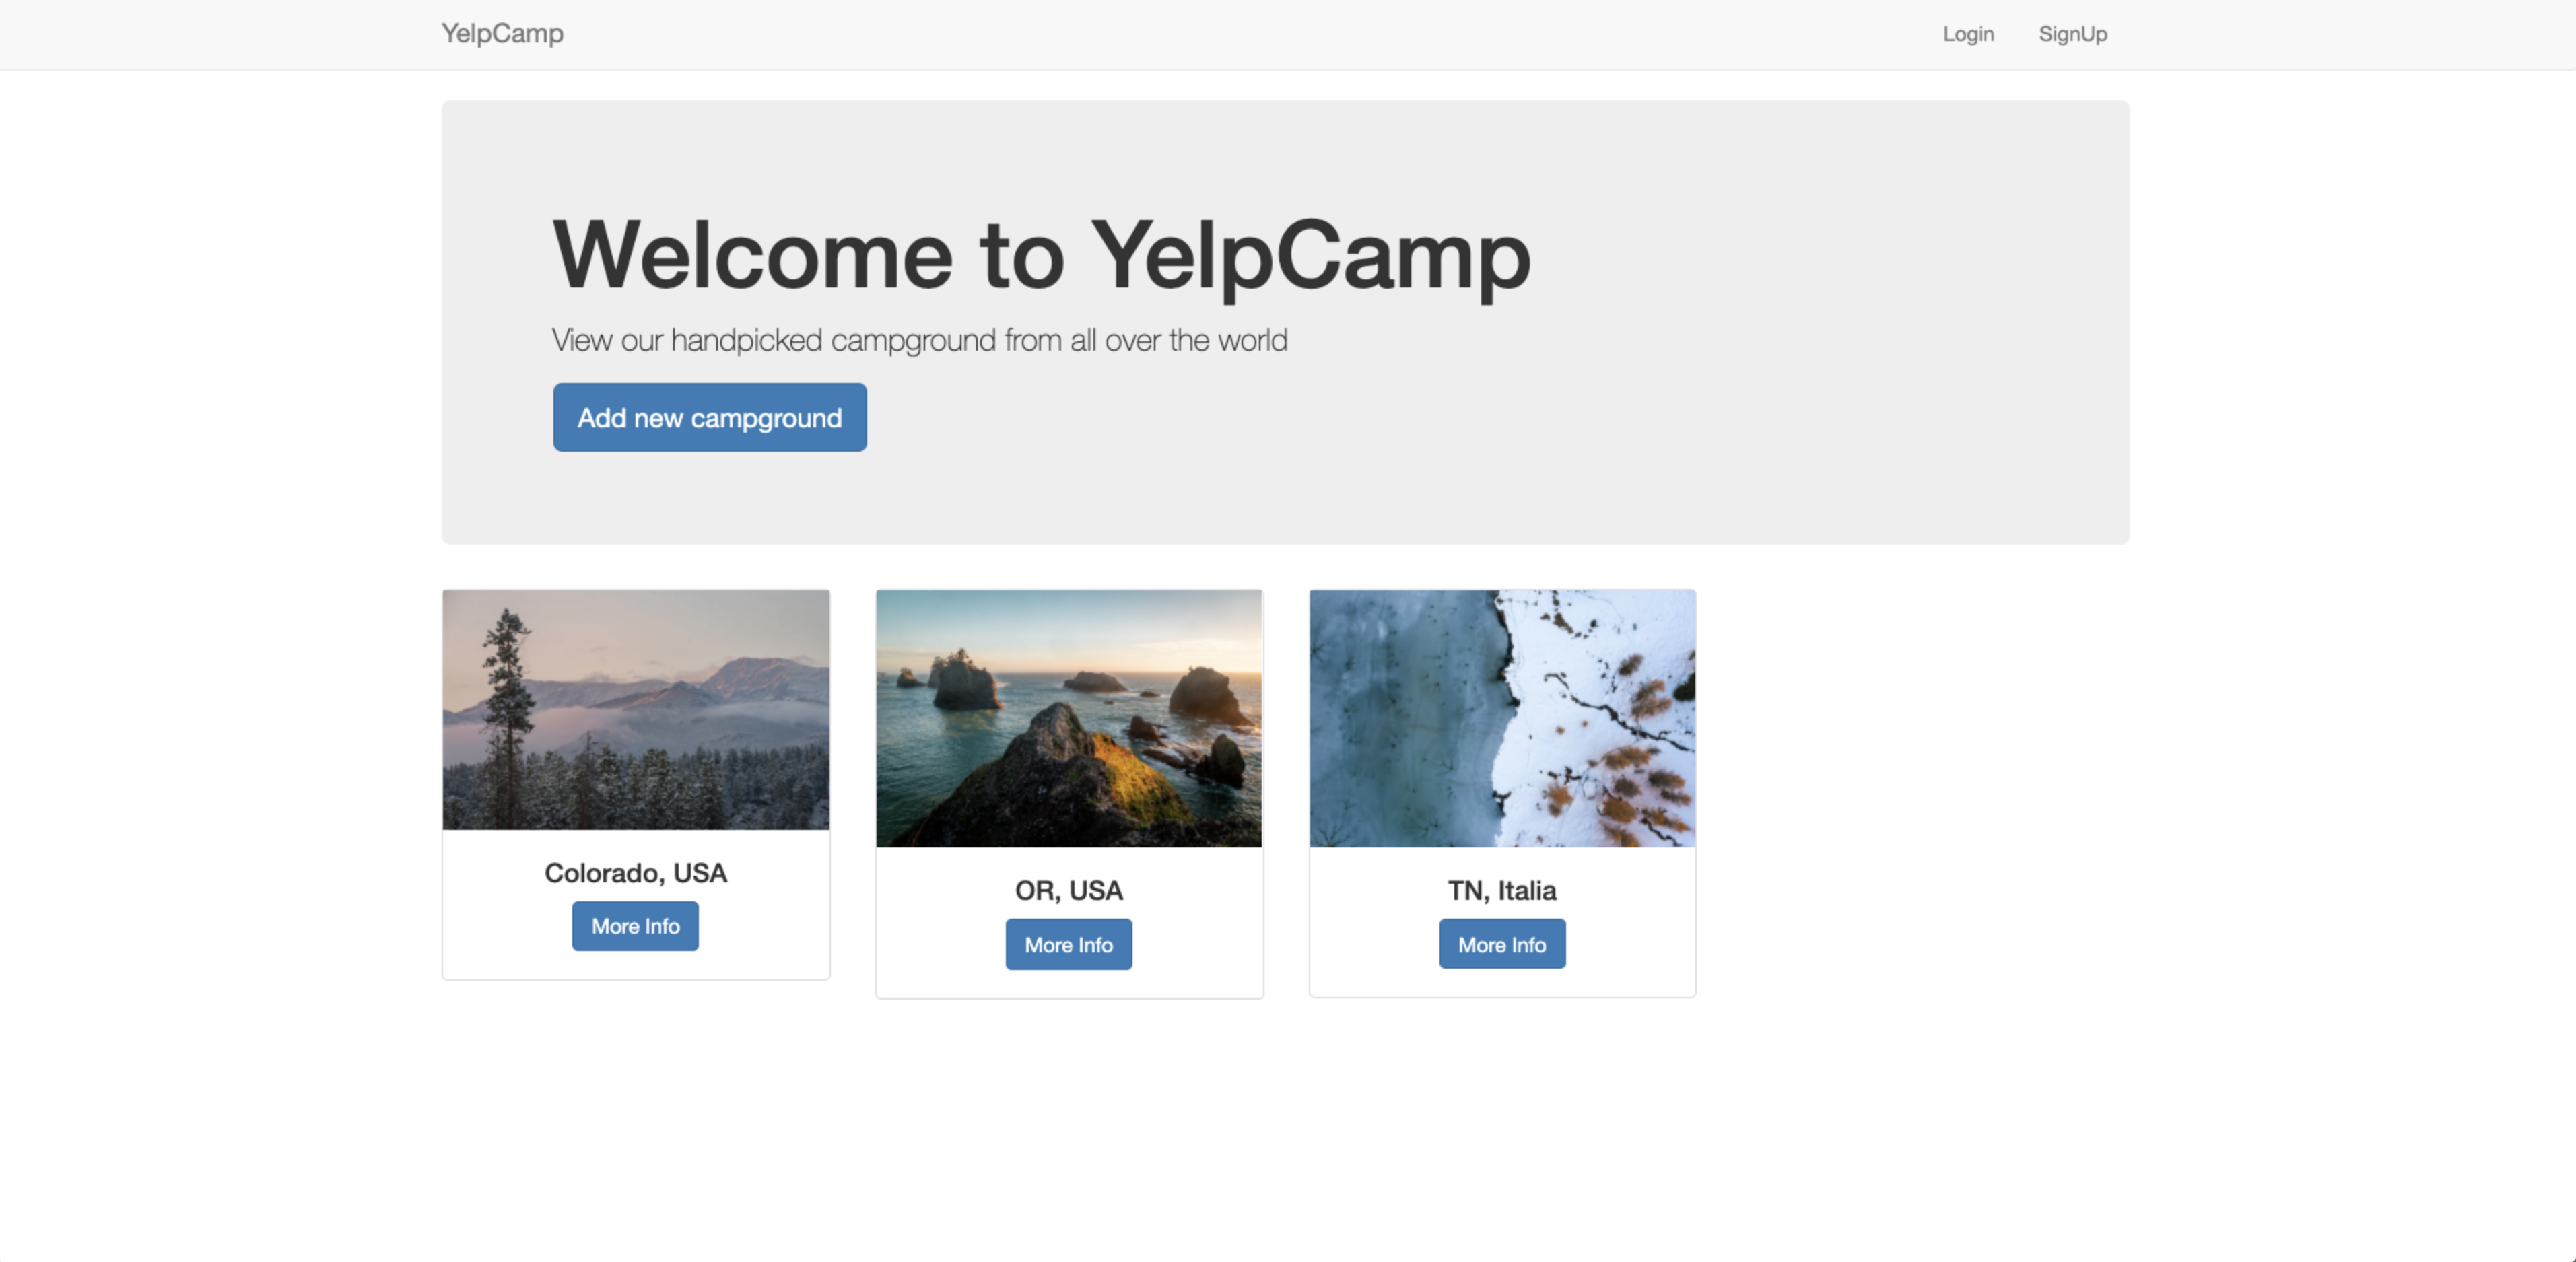 YelpCamp
Login SignUp
Welcome to YelpCamp
View our handpicked campground from all over the world
Add new campground
Colorado, USA
More Info
OR, USA
More Info
TN, Italia
More Info